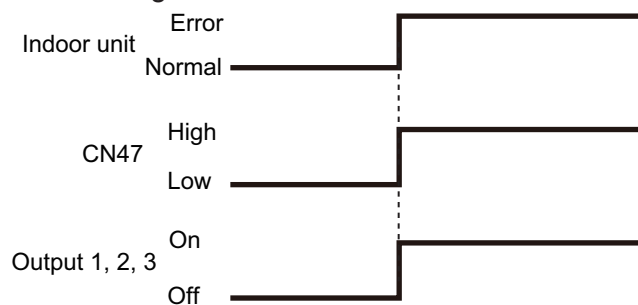 Error
Indoor unit
Normal
High
CN47
Low
On
Output 1, 2, 3
Off